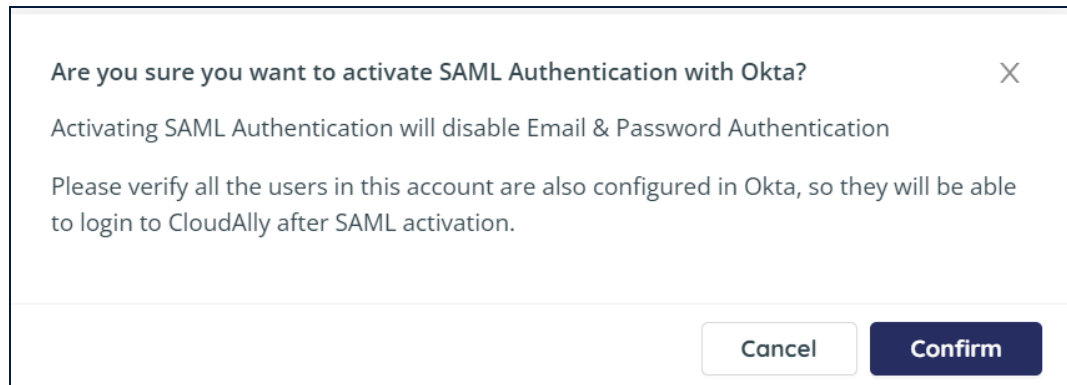 Are you sure you want to activate SAML Authentication with Okta?
Activating SAML Authentication will disable Email & Password Authentication
Please verify all the users in this account are also configured in Okta, so they will be able
to login to CloudAlly after SAML activation.
Cancel
Confirm